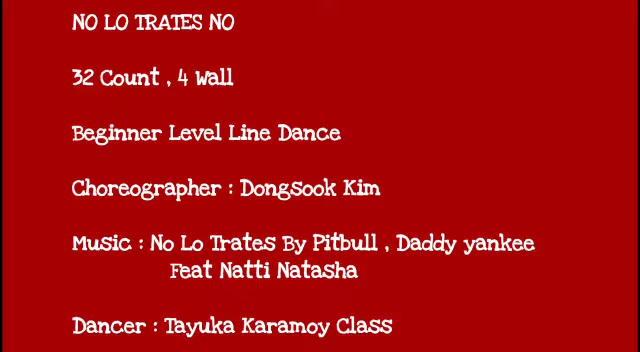 NO LO TRATES NO
32 Count , 4 Wall
Beginner Level Line Dance
Choreographer : Dongsook Kim
Music : No Lo Trates By Pitbull , Daddy yankee
Feat Natti Natasha
Dancer : Tayuka Karamoy Class